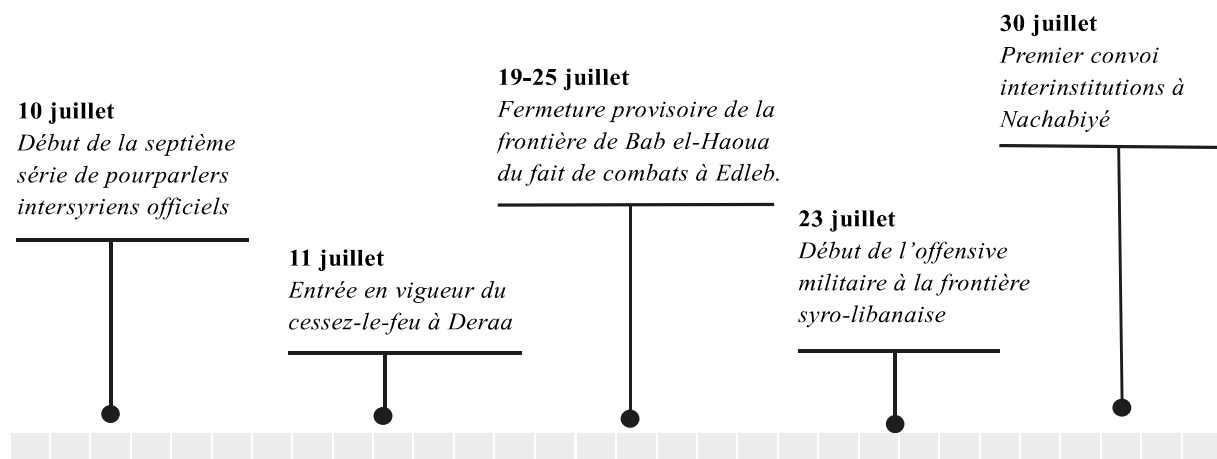 10 juillet
Début de la septième
série de pourparlers
intersyriens officiels
11 juillet
Entrée en vigueur du
cessez-le-feu à Deraa
19-25 juillet
Fermeture provisoire de la
frontière de Bab el-Haoua
du fait de combats à Edleb.
23 juillet
Début de l’offensive
militaire à la frontière
syro-libanaise
30 juillet
Premier convoi
interinstitutions à
Nachabiyé